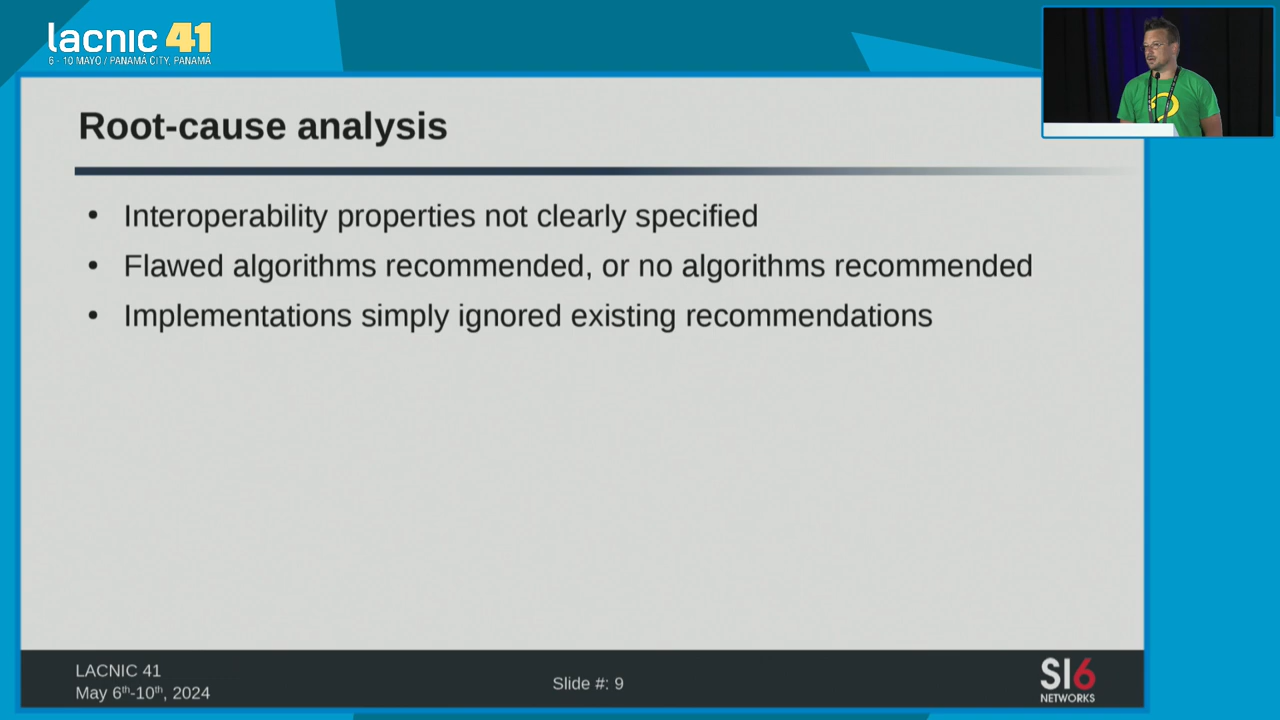 lacnic 41
6 - 10 MAYO / PANAMÁ CITY, PANAMÁ
Root-cause analysis
• Interoperability properties not clearly specified
• Flawed algorithms recommended, or no algorithms recommended
• Implementations simply ignored existing recommendations
LACNIC 41
May 6th-10th, 2024
Slide #: 9
SI6
NETWORKS